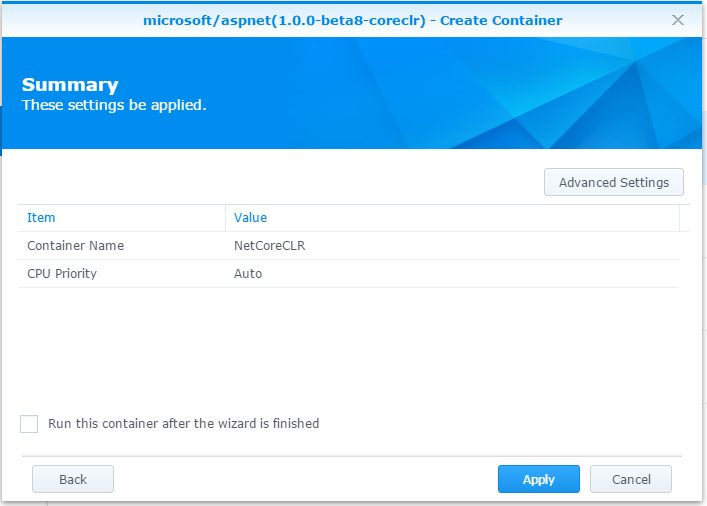 microsoft/aspnet(1.0.0-beta8-coreclr) - Create Container
Summary
These settings be applied.
Advanced Settings
Item Value
Container Name NetCoreCLR
CPU Priority Auto
Run this container after the wizard is finished
Back Apply Cancel